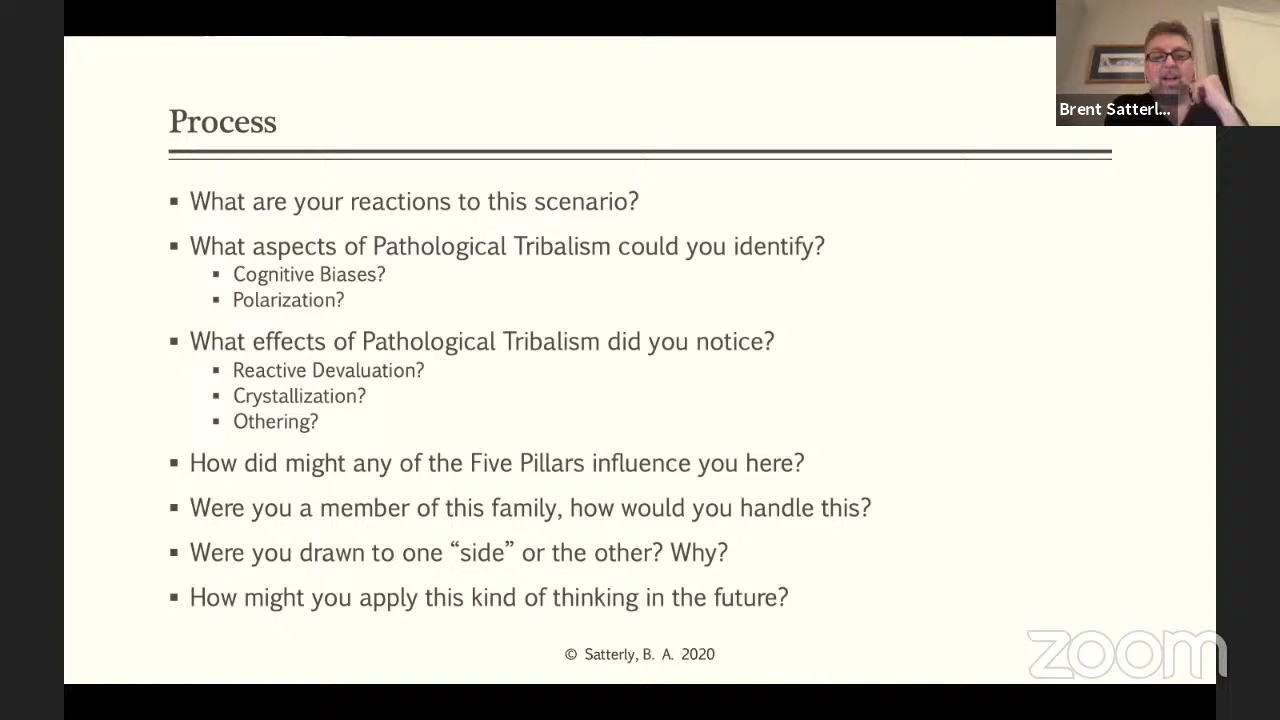 Process
Brent Satterl...
▪ What are your reactions to this scenario?
▪ What aspects of Pathological Tribalism could you identify?
▪ Cognitive Biases?
▪ Polarization?
▪ What effects of Pathological Tribalism did you notice?
▪ Reactive Devaluation?
▪ Crystallization?
▪ Othering?
▪ How did might any of the Five Pillars influence you here?
▪ Were you a member of this family, how would you handle this?
▪ Were you drawn to one “side” or the other? Why?
▪ How might you apply this kind of thinking in the future?
© Satterly, B. A. 2020
zoom